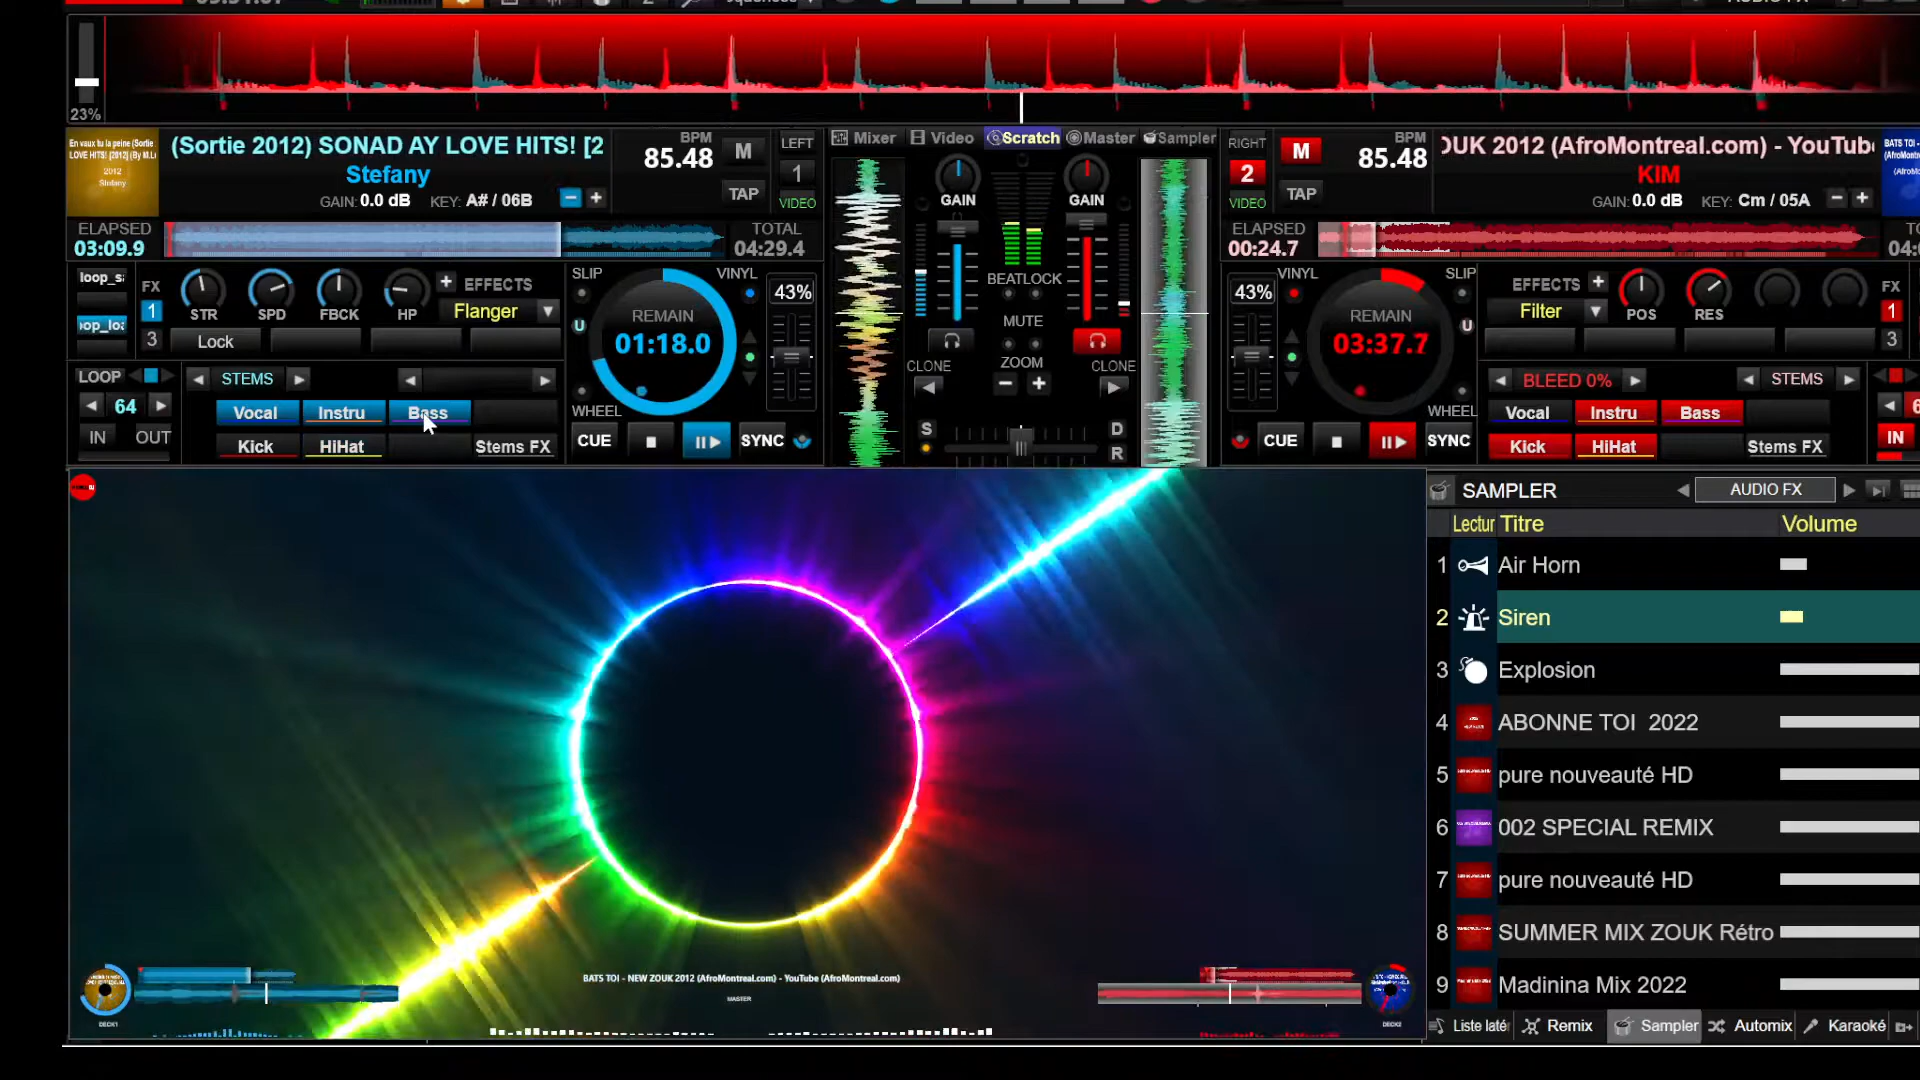 AUDIO FX
23%
(Sortie 2012) SONAD AY LOVE HITS! [2
Stefany
GAIN: 0.0 dB KEY: A# / 06B − +
BPM
85.48
M
TAP
LEFT
1
VIDEO
Mixer Video Scratch Master Sampler
RIGHT
2
VIDEO
M
TAP
BPM
85.48
OUK 2012 (AfroMontreal.com) - YouTub
KIM
GAIN: 0.0 dB KEY: Cm / 05A − +
ELAPSED
03:09.9
TOTAL
04:29.4
GAIN GAIN
BEATLOCK
MUTE
ZOOM
− +
CLONE CLONE
S D
R
ELAPSED
00:24.7
FX
1
3
STR SPD FBCK HP
+ EFFECTS
Flanger
Lock
SLIP VINYL
U
REMAIN
01:18.0
43%
WHEEL
CUE SYNC
LOOP
64
IN OUT
STEMS
Vocal Instru Bass
Kick HiHat Stems FX
43%
VINYL SLIP
REMAIN
03:37.7
U
WHEEL
CUE SYNC
EFFECTS +
Filter
POS RES
FX
1
3
BLEED 0% STEMS
Vocal Instru Bass
Kick HiHat Stems FX
IN
SAMPLER AUDIO FX
Lectur Titre Volume
1 Air Horn
2 Siren
3 Explosion
4 ABONNE TOI 2022
5 pure nouveauté HD
6 002 SPECIAL REMIX
7 pure nouveauté HD
8 SUMMER MIX ZOUK Rétro
9 Madinina Mix 2022
Liste laté Remix Sampler Automix Karaoké
BATS TOI - NEW ZOUK 2012 (AfroMontreal.com) - YouTube (AfroMontreal.com)
MASTER
DECK1
DECK2